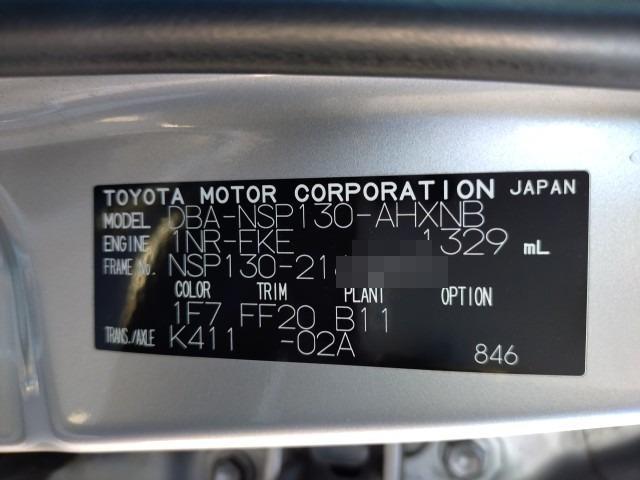 TOYOTA MOTOR CORPORATION JAPAN
MODEL DBA-NSP130-AHXNB
ENGINE 1NR-FKE 1329 mL
FRAME No. NSP130-21
COLOR TRIM PLANT OPTION
1F7 FF20 B11
TRANS./AXLE K411 -02A
846